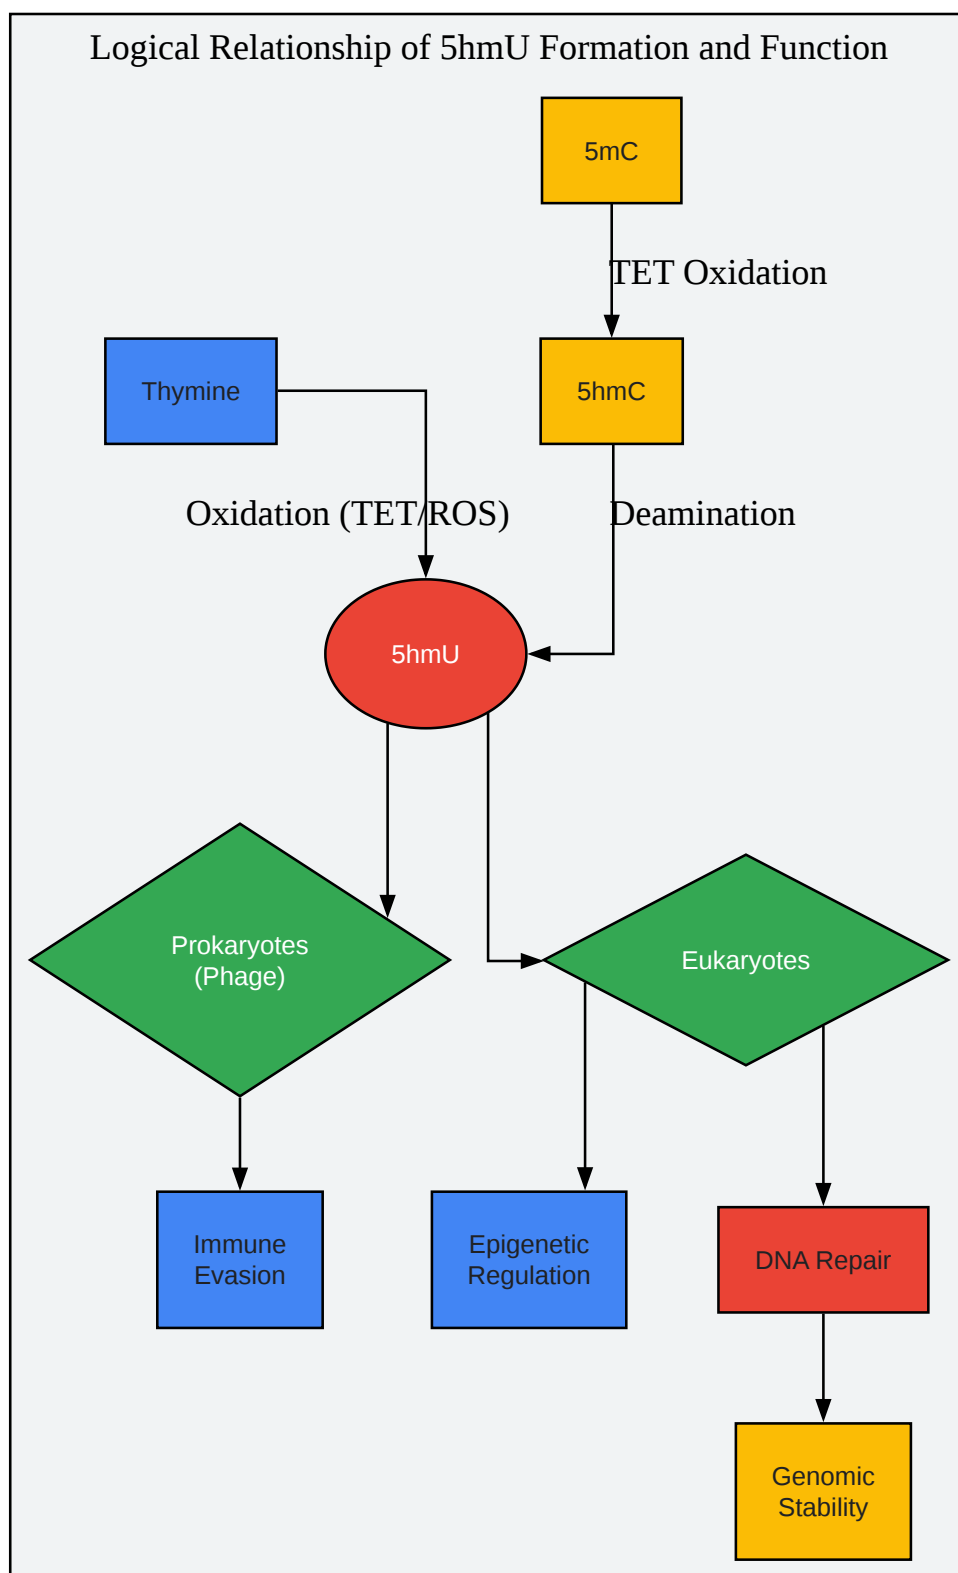 Logical Relationship of 5hmU Formation and Function
5mC
TET Oxidation
Thymine
5hmC
Oxidation (TET/ROS)
Deamination
5hmU
Prokaryotes
(Phage)
Eukaryotes
Immune
Evasion
Epigenetic
Regulation
DNA Repair
Genomic
Stability